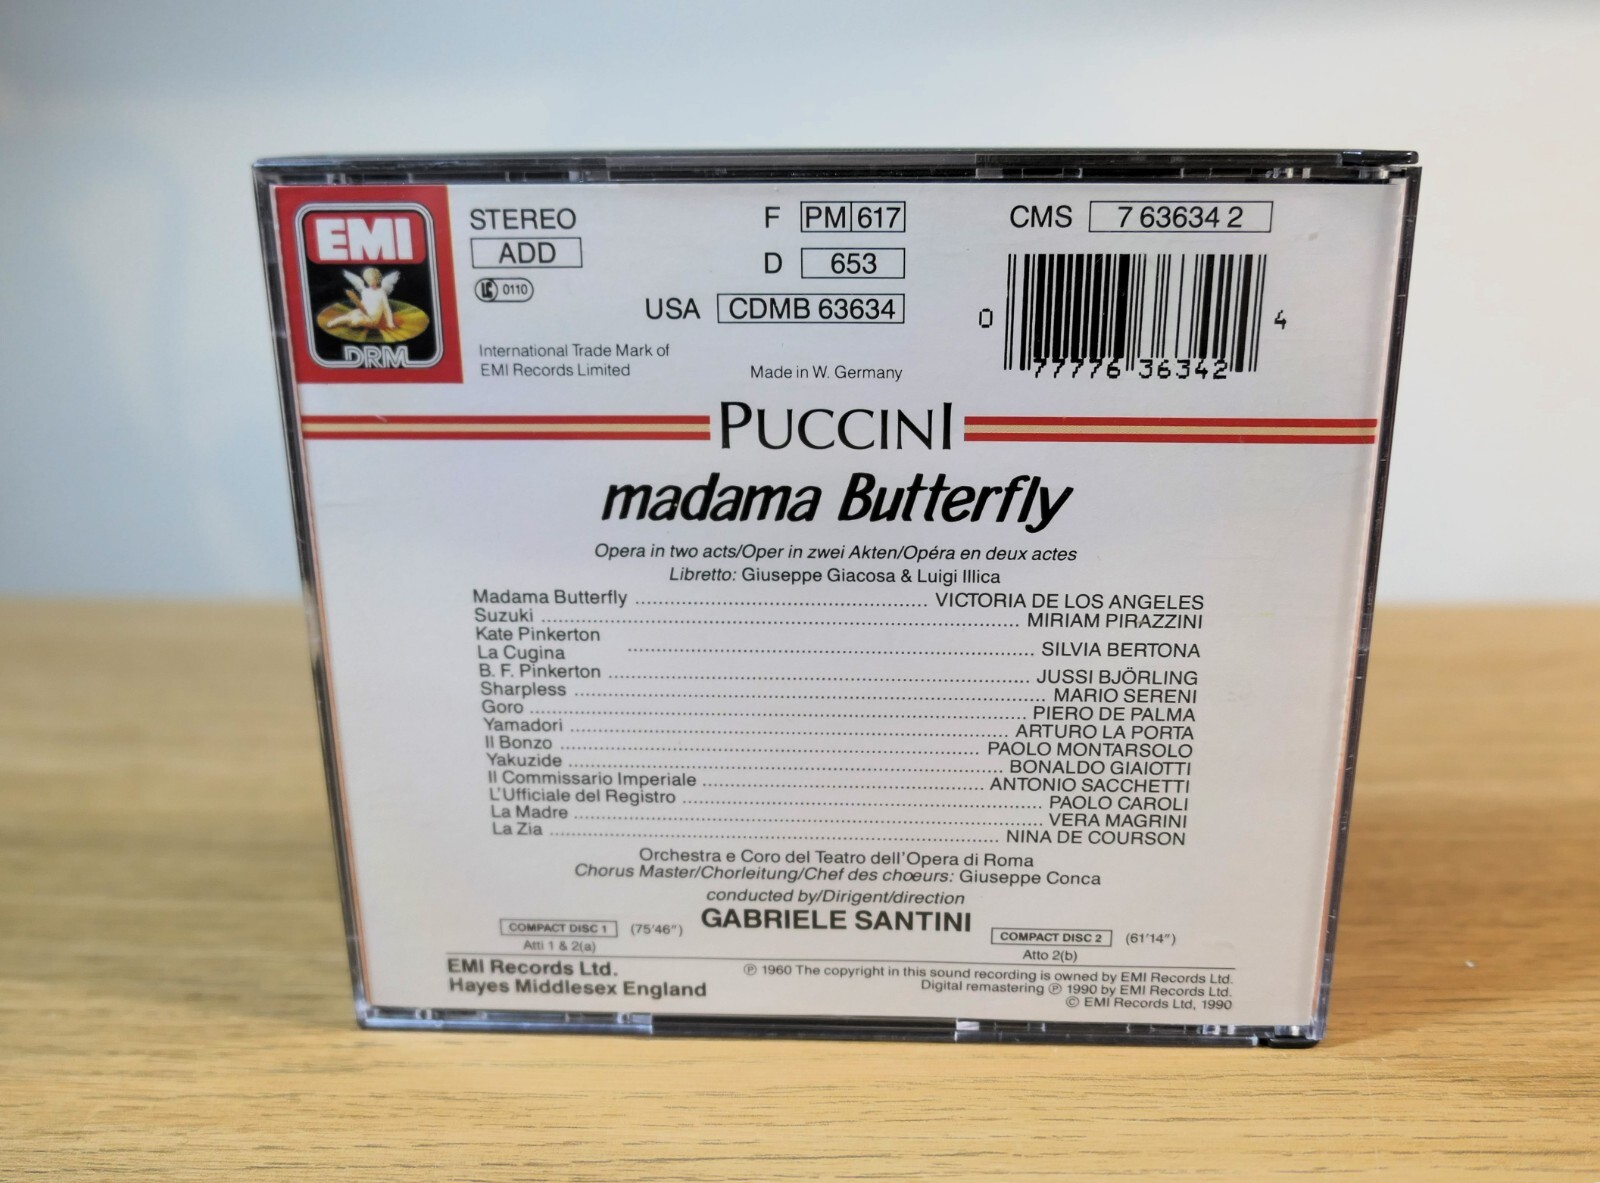 EMI
DRM
STEREO
ADD
LC 0110
International Trade Mark of
EMI Records Limited
F PM 617
D 653
USA CDMB 63634
Made in W. Germany
CMS 7 63634 2
0 77776 36342 4
PUCCINI
madama Butterfly
Opera in two acts/Oper in zwei Akten/Opéra en deux actes
Libretto: Giuseppe Giacosa & Luigi Illica
Madama Butterfly ........ VICTORIA DE LOS ANGELES
Suzuki ........ MIRIAM PIRAZZINI
Kate Pinkerton
La Cugina ........ SILVIA BERTONA
B. F. Pinkerton ........ JUSSI BJÖRLING
Sharpless ........ MARIO SERENI
Goro ........ PIERO DE PALMA
Yamadori ........ ARTURO LA PORTA
Il Bonzo ........ PAOLO MONTARSOLO
Yakuzide ........ BONALDO GIAIOTTI
Il Commissario Imperiale ........ ANTONIO SACCHETTI
L'Ufficiale del Registro ........ PAOLO CAROLI
La Madre ........ VERA MAGRINI
La Zia ........ NINA DE COURSON
Orchestra e Coro del Teatro dell'Opera di Roma
Chorus Master/Chorleitung/Chef des chœurs: Giuseppe Conca
conducted by/Dirigent/direction
GABRIELE SANTINI
COMPACT DISC 1 (75'46")
Atti 1 & 2(a)
COMPACT DISC 2 (61'14")
Atto 2(b)
EMI Records Ltd.
Hayes Middlesex England
℗ 1960 The copyright in this sound recording is owned by EMI Records Ltd.
Digital remastering ℗ 1990 by EMI Records Ltd.
© EMI Records Ltd, 1990